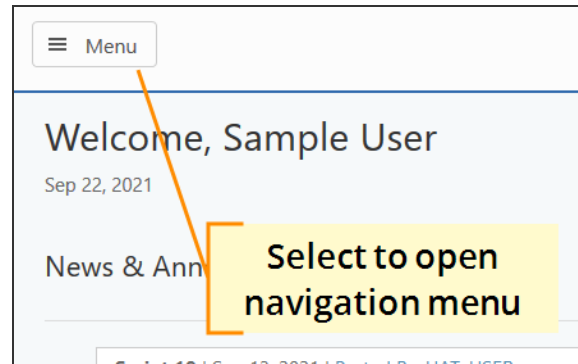 Menu
Welcome, Sample User
Sep 22, 2021
News & Ann
Select to open
navigation menu